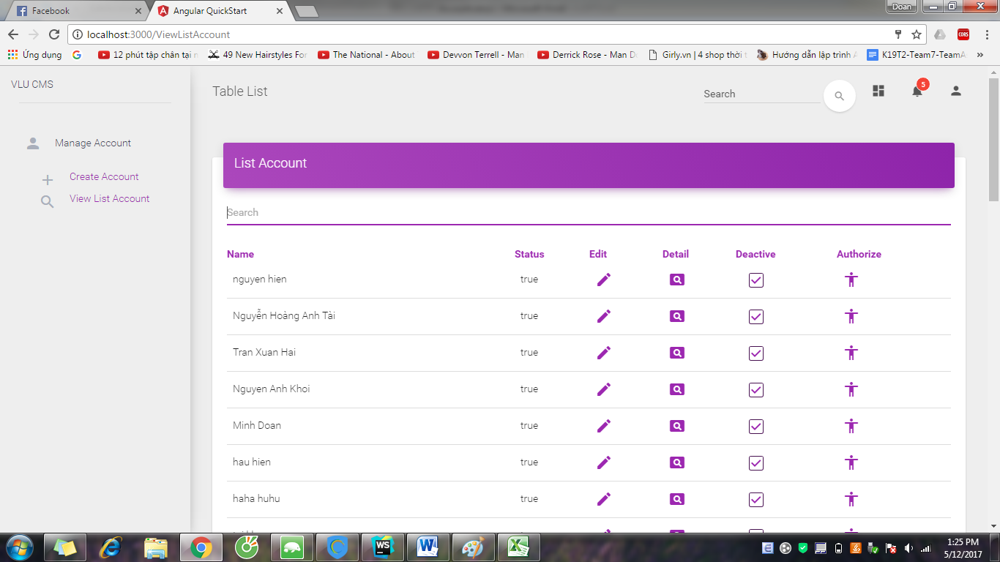 Facebook
Angular QuickStart
Doan
localhost:3000/ViewListAccount
CORS
Ứng dụng
12 phút tập chân tại n
49 New Hairstyles For
The National - About
Devvon Terrell - Man
Derrick Rose - Man Do
Girly.vn | 4 shop thời t
Hướng dẫn lập trình A
K19T2-Team7-TeamA
»
VLU CMS
Table List
Search
5
Manage Account
Create Account
View List Account
List Account
Search
Name Status Edit Detail Deactive Authorize
nguyen hien true
Nguyễn Hoàng Anh Tài true
Tran Xuan Hai true
Nguyen Anh Khoi true
Minh Doan true
hau hien true
haha huhu true
WS
1:25 PM
5/12/2017